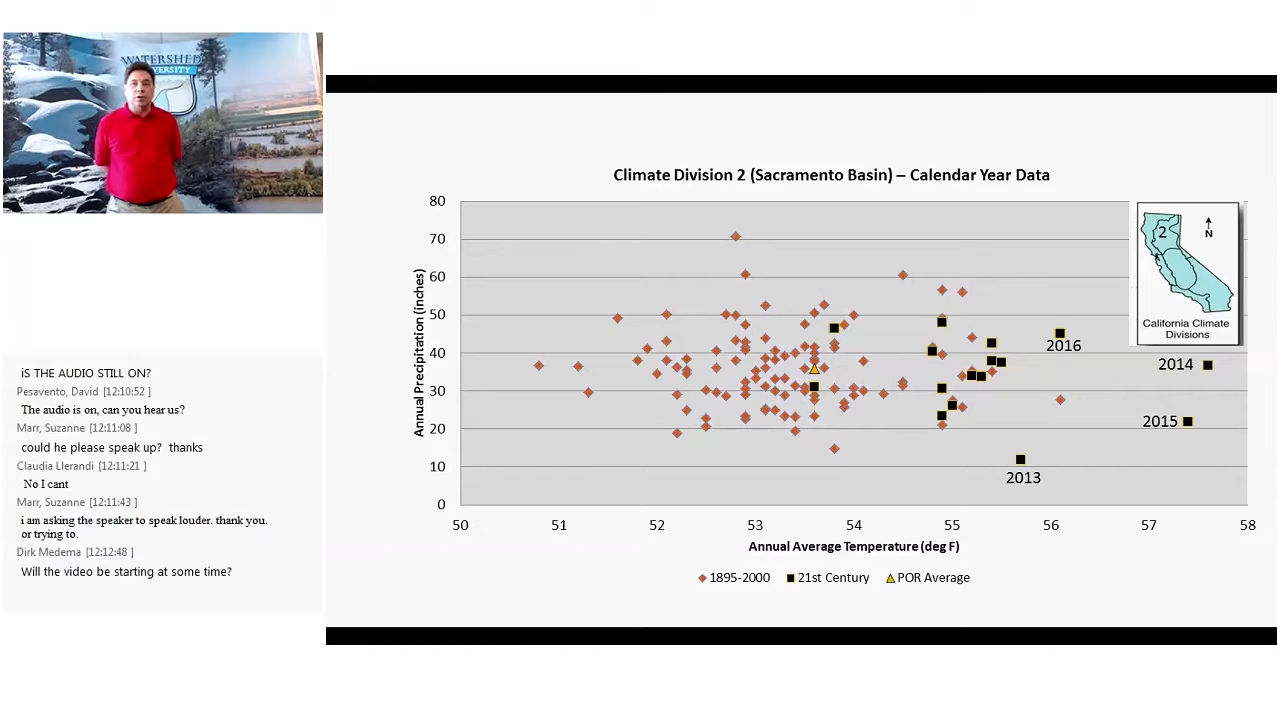 WATERSHED
UNIVERSITY
iS THE AUDIO STILL ON?
Pesavento, David [12:10:52 ]
The audio is on, can you hear us?
Marr, Suzanne [12:11:08 ]
could he please speak up?  thanks
Claudia Llerandi [12:11:21 ]
No I cant
Marr, Suzanne [12:11:43 ]
i am asking the speaker to speak louder. thank you.
or trying to.
Dirk Medema [12:12:48 ]
Will the video be starting at some time?
Climate Division 2 (Sacramento Basin) – Calendar Year Data
Annual Precipitation (inches)
80
70
60
50
40
30
20
10
0
2
N
California Climate
Divisions
2016
2014
2015
2013
50 51 52 53 54 55 56 57 58
Annual Average Temperature (deg F)
1895-2000 21st Century POR Average